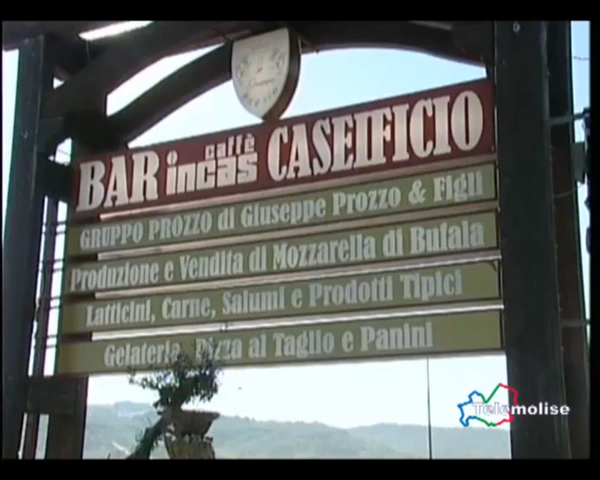 BAR incas caffè CASEIFICIO
GRUPPO PROZZO di Giuseppe Prozzo & Figli
Produzione e Vendita di Mozzarella di Bufala
Latticini, Carne, Salumi e Prodotti Tipici
Gelateria, Pizza al Taglio e Panini
Telemolise